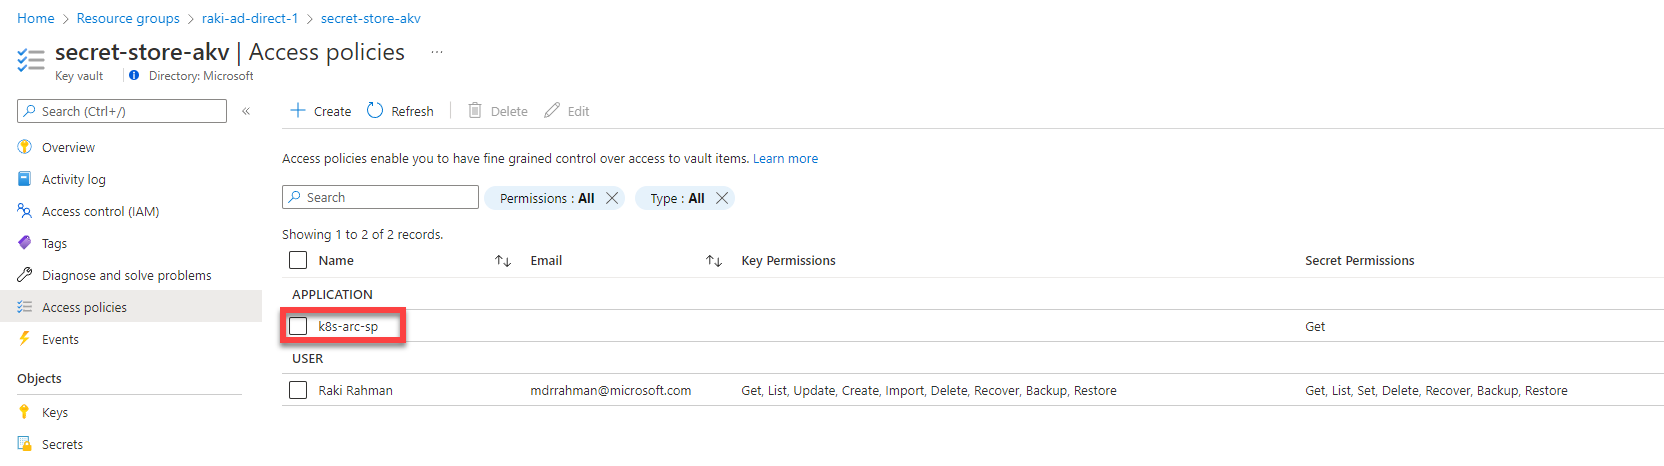 Home > Resource groups > raki-ad-direct-1 > secret-store-akv
secret-store-akv | Access policies ...
Key vault | Directory: Microsoft
Search (Ctrl+/) «
Overview
Activity log
Access control (IAM)
Tags
Diagnose and solve problems
Access policies
Events
Objects
Keys
Secrets
Create Refresh Delete Edit
Access policies enable you to have fine grained control over access to vault items. Learn more
Search Permissions : All Type : All
Showing 1 to 2 of 2 records.
Name Email Key Permissions Secret Permissions
APPLICATION
k8s-arc-sp Get
USER
Raki Rahman mdrrahman@microsoft.com Get, List, Update, Create, Import, Delete, Recover, Backup, Restore Get, List, Set, Delete, Recover, Backup, Restore